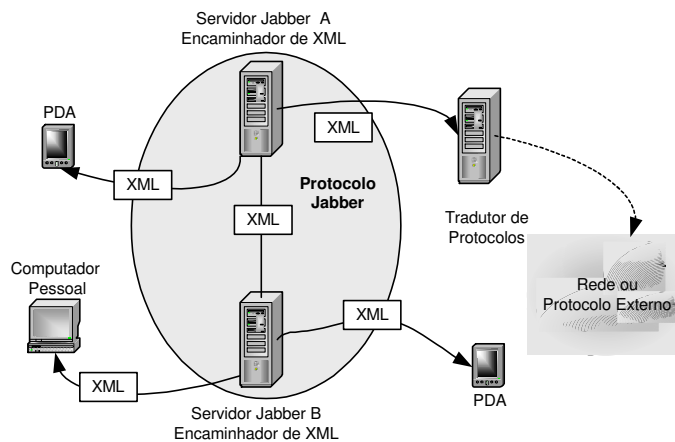 Servidor Jabber A
Encaminhador de XML
PDA
XML
XML
Protocolo
Jabber
XML
Tradutor de
Protocolos
Computador
Pessoal
Rede ou
Protocolo Externo
XML
XML
PDA
Servidor Jabber B
Encaminhador de XML